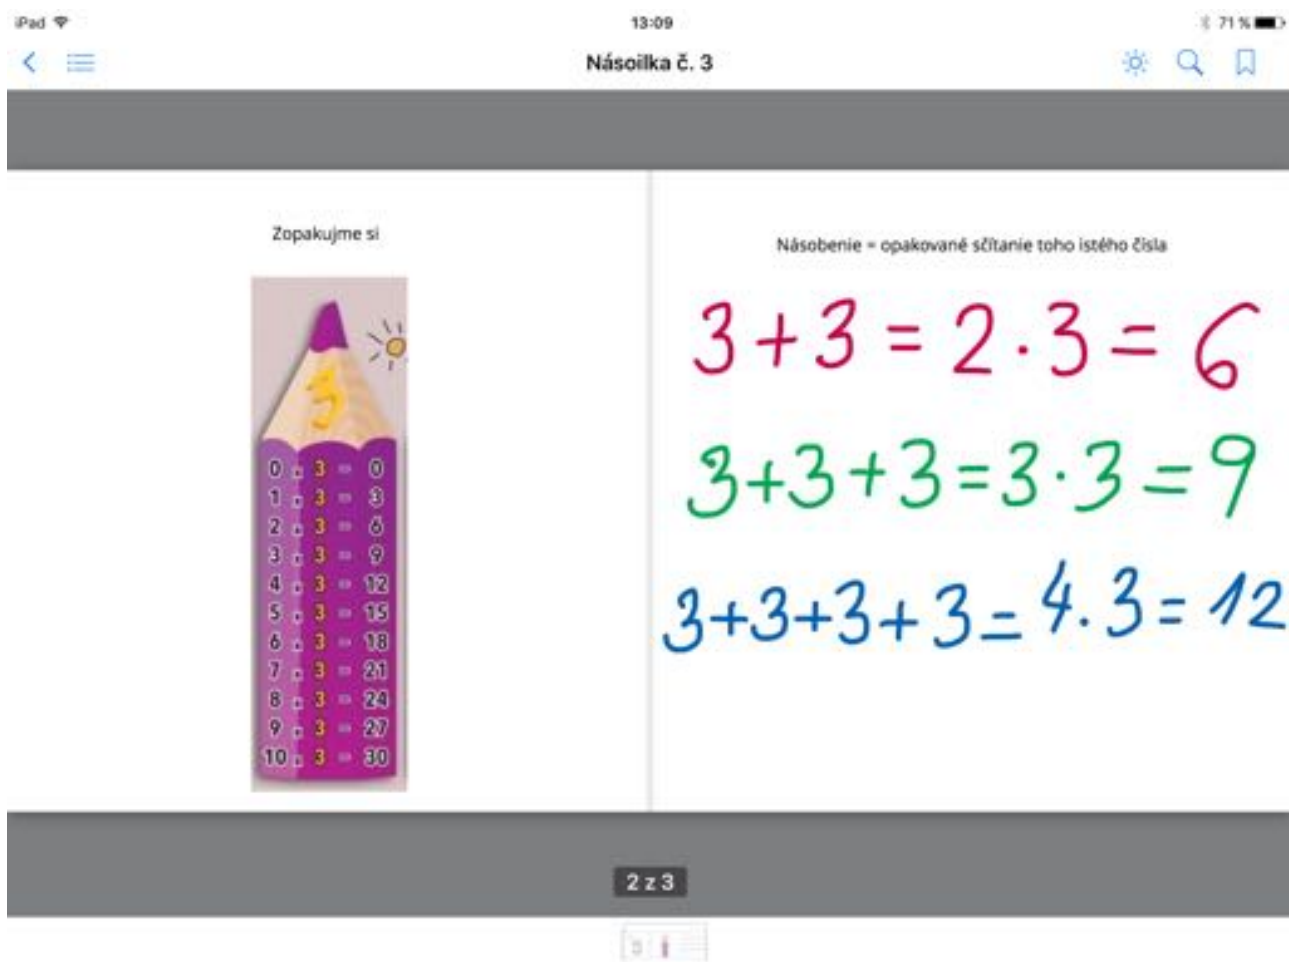 iPad 13:09 71 %
Násoilka č. 3
Zopakujme si
3
0 . 3 = 0
1 . 3 = 3
2 . 3 = 6
3 . 3 = 9
4 . 3 = 12
5 . 3 = 15
6 . 3 = 18
7 . 3 = 21
8 . 3 = 24
9 . 3 = 27
10 . 3 = 30
Násobenie = opakované sčítanie toho istého čísla
3+3=2·3=6
3+3+3=3·3=9
3+3+3+3=4.3=12
2 z 3